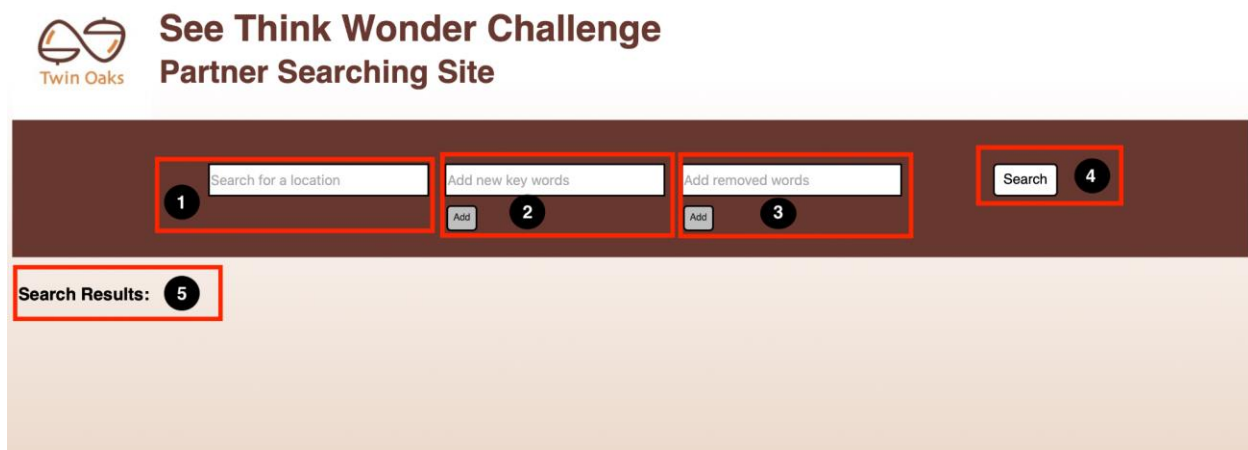 See Think Wonder Challenge
Twin Oaks
Partner Searching Site
1
Search for a location
Add new key words
Add
2
Add removed words
Add
3
Search
4
Search Results:
5